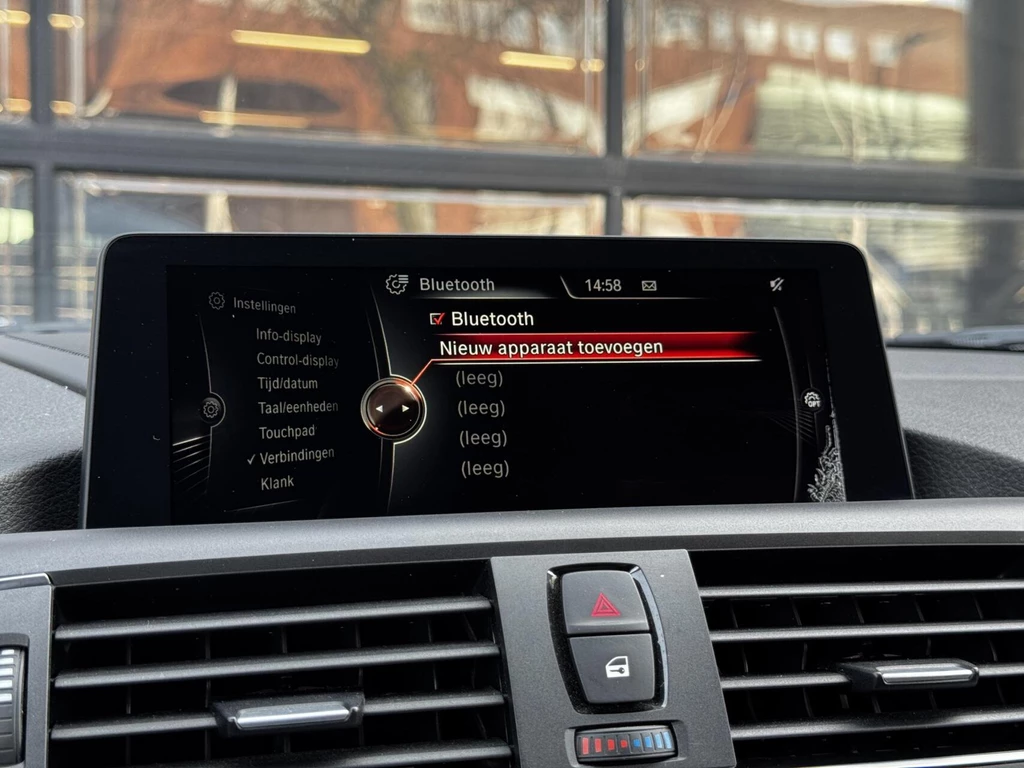 Bluetooth 14:58
Instellingen
Info-display
Control-display
Tijd/datum
Taal/eenheden
Touchpad
Verbindingen
Klank
Bluetooth
Nieuw apparaat toevoegen
(leeg)
(leeg)
(leeg)
(leeg)
OPT